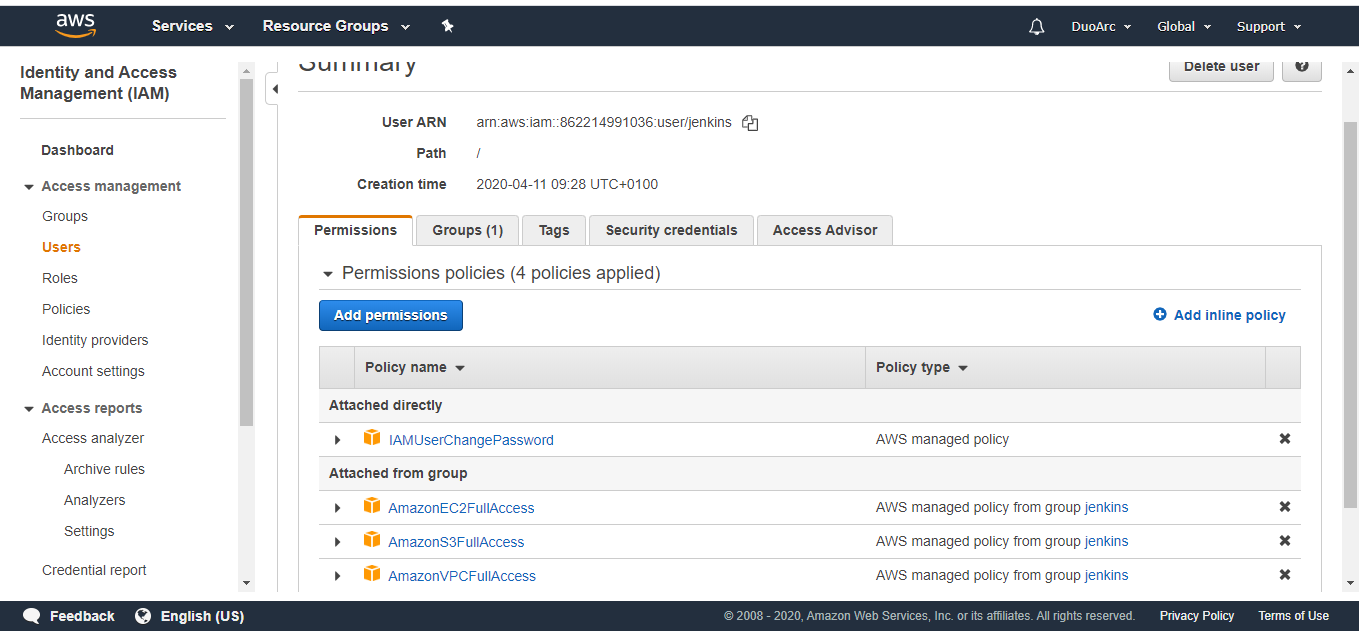 aws Services Resource Groups DuoArc Global Support
Identity and Access
Management (IAM)
Dashboard
Access management
Groups
Users
Roles
Policies
Identity providers
Account settings
Access reports
Access analyzer
Archive rules
Analyzers
Settings
Credential report
Summary
Delete user
User ARN arn:aws:iam::862214991036:user/jenkins
Path /
Creation time 2020-04-11 09:28 UTC+0100
Permissions Groups (1) Tags Security credentials Access Advisor
Permissions policies (4 policies applied)
Add permissions Add inline policy
Policy name Policy type
Attached directly
IAMUserChangePassword AWS managed policy
Attached from group
AmazonEC2FullAccess AWS managed policy from group jenkins
AmazonS3FullAccess AWS managed policy from group jenkins
AmazonVPCFullAccess AWS managed policy from group jenkins
Feedback English (US) © 2008 - 2020, Amazon Web Services, Inc. or its affiliates. All rights reserved. Privacy Policy Terms of Use